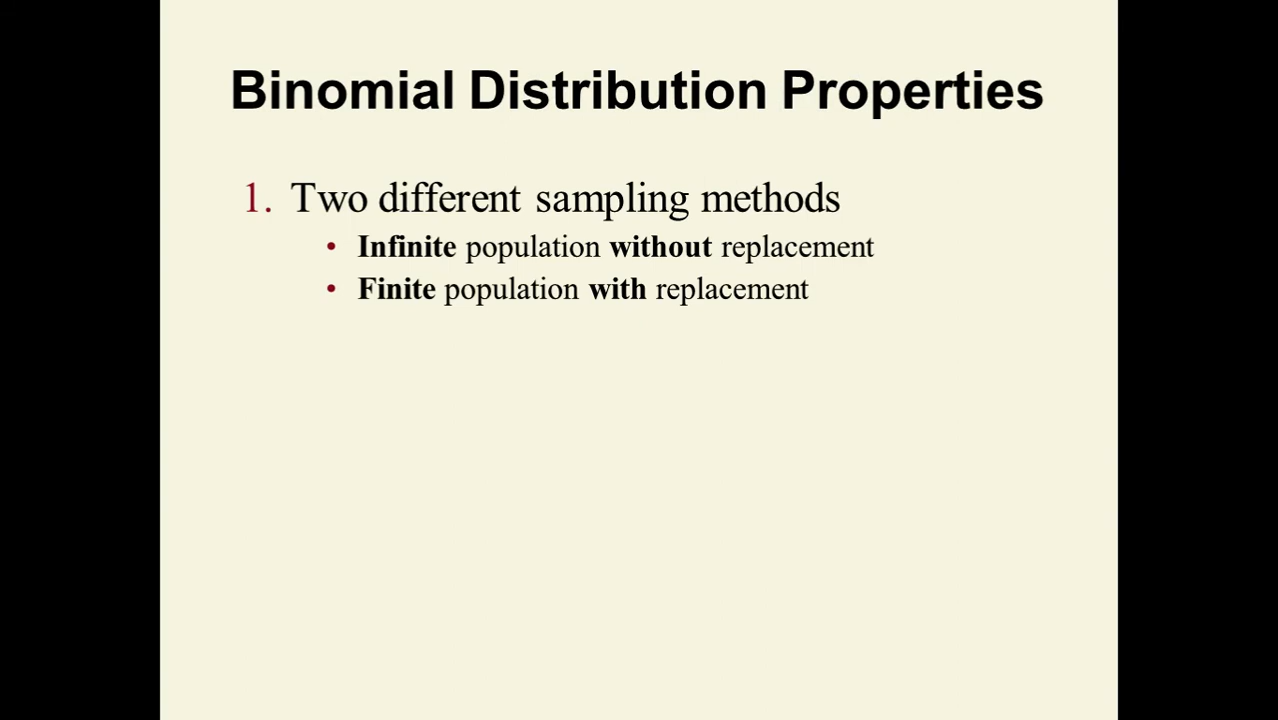 Binomial Distribution Properties
1. Two different sampling methods
• Infinite population without replacement
• Finite population with replacement